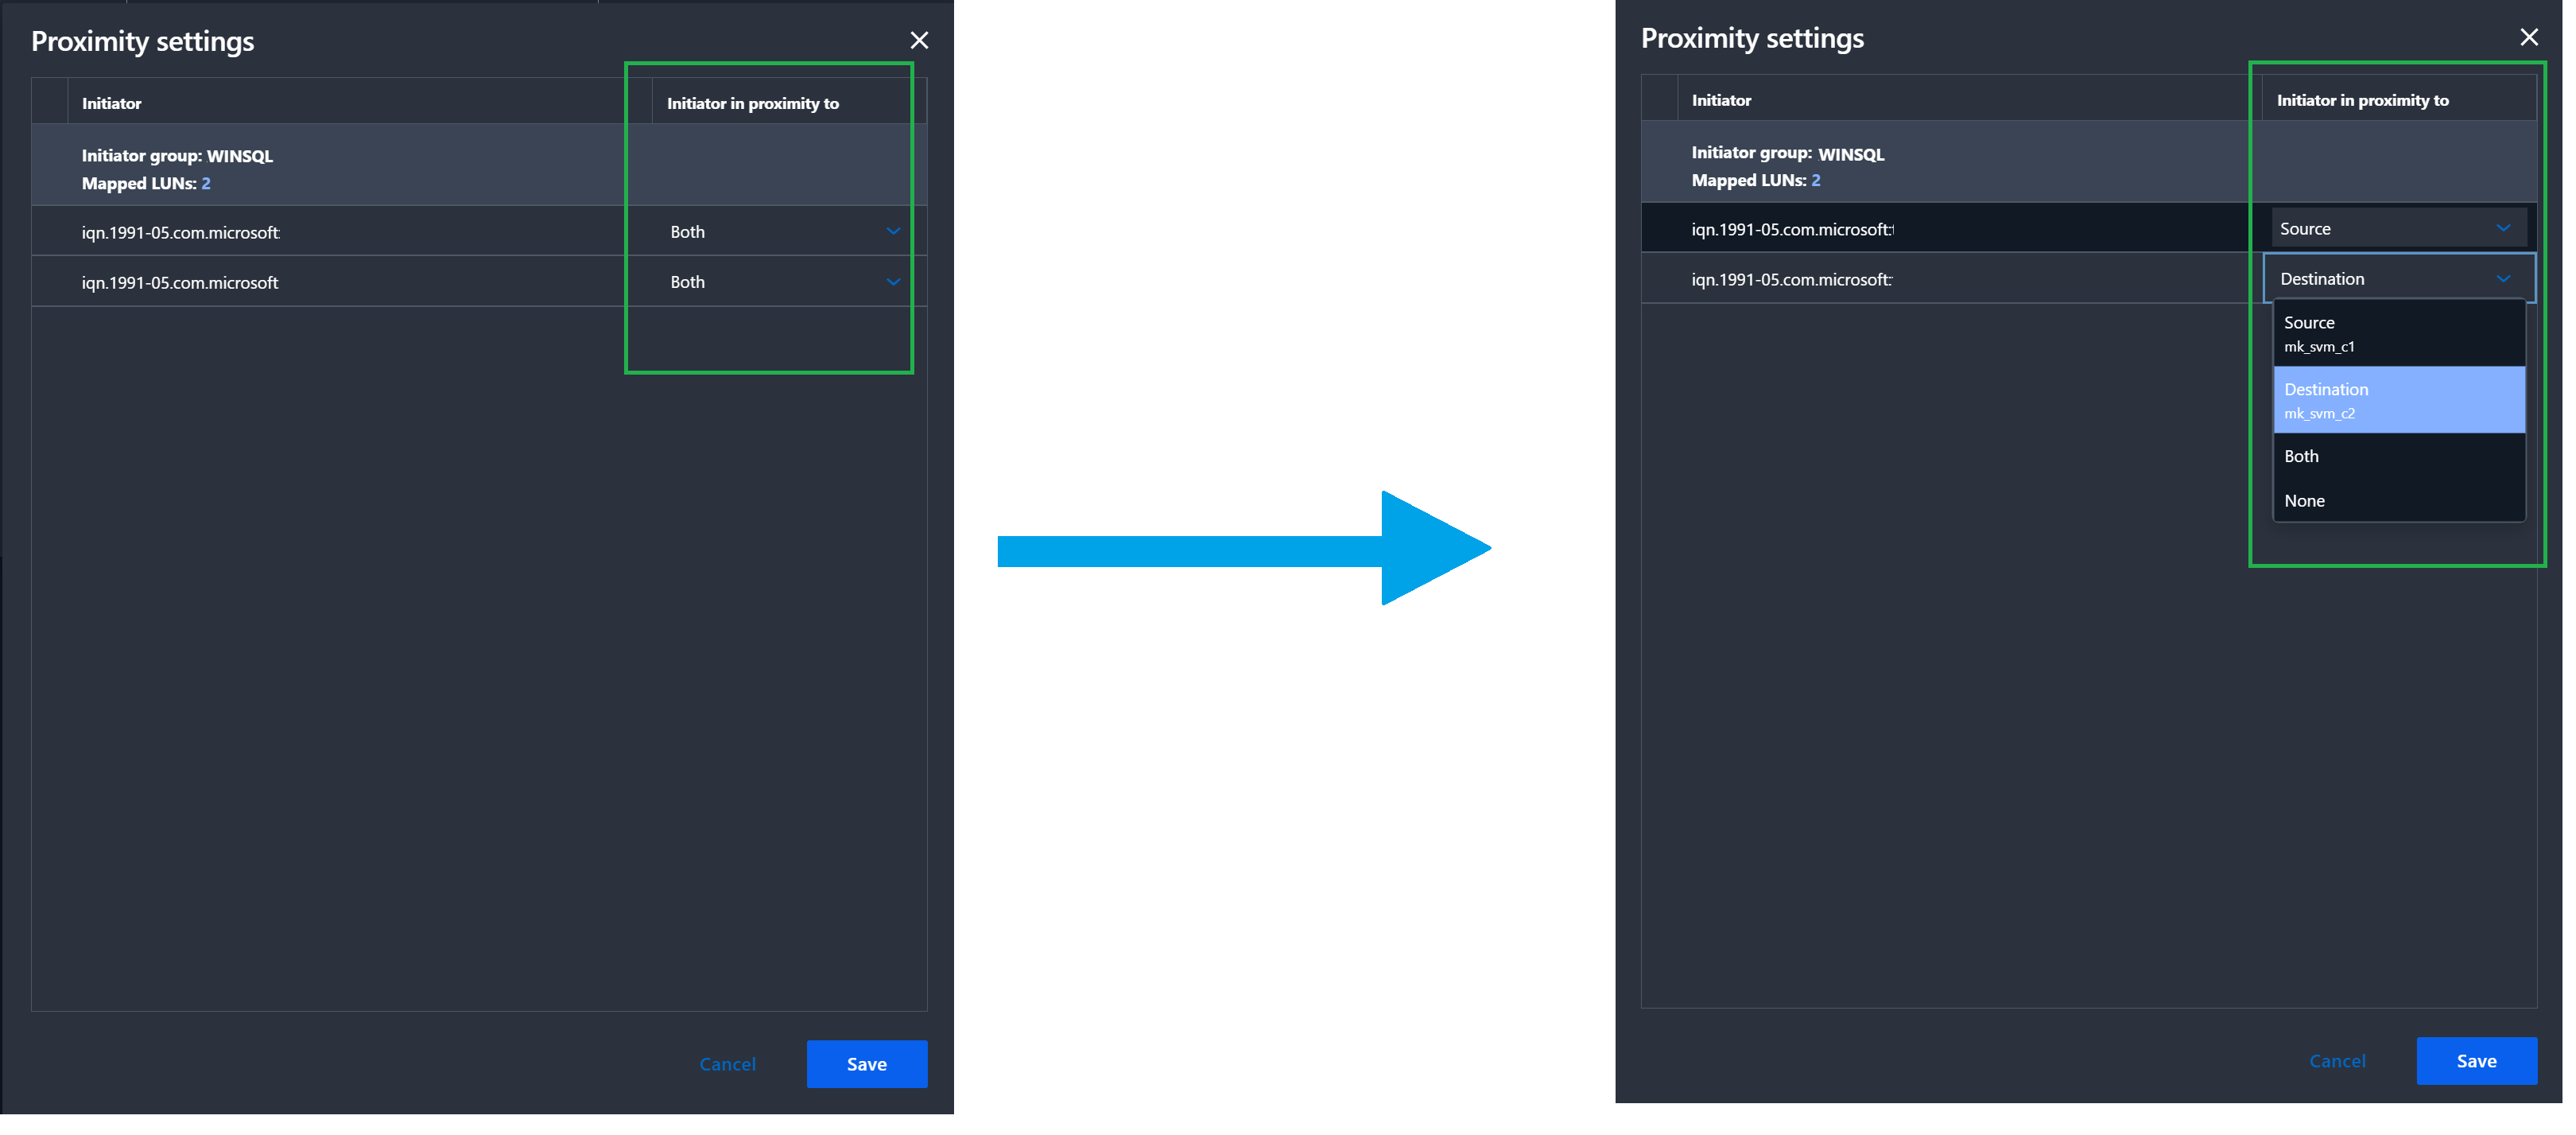 Proximity settings
Initiator
Initiator in proximity to
Initiator group: WINSQL
Mapped LUNs: 2
iqn.1991-05.com.microsoft:
Both
iqn.1991-05.com.microsoft
Both
Cancel
Save
Proximity settings
Initiator
Initiator in proximity to
Initiator group: WINSQL
Mapped LUNs: 2
iqn.1991-05.com.microsoft:
Source
iqn.1991-05.com.microsoft:
Destination
Source
mk_svm_c1
Destination
mk_svm_c2
Both
None
Cancel
Save